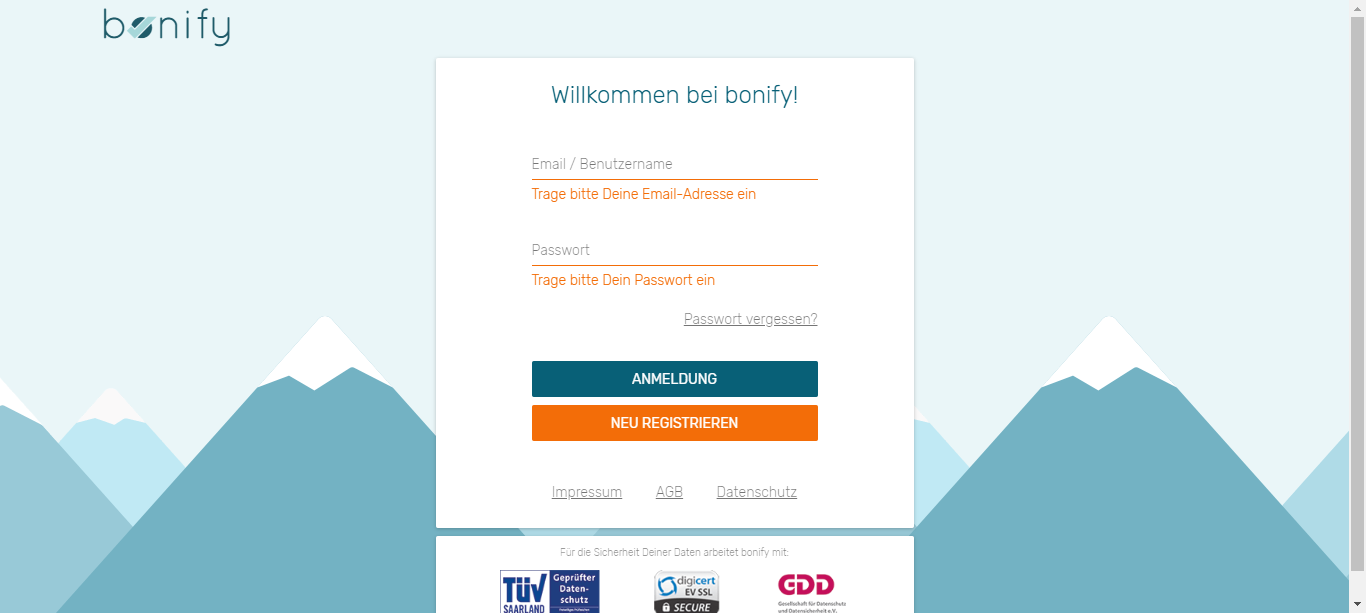 bonify
Willkommen bei bonify!
Email / Benutzername
Trage bitte Deine Email-Adresse ein
Passwort
Trage bitte Dein Passwort ein
Passwort vergessen?
ANMELDUNG
NEU REGISTRIEREN
Impressum AGB Datenschutz
Für die Sicherheit Deiner Daten arbeitet bonify mit:
TÜV
SAARLAND
Geprüfter
Daten-
schutz
digicert
EV SSL
SECURE
GDD
Gesellschaft für Datenschutz
und Datensicherheit e.V.